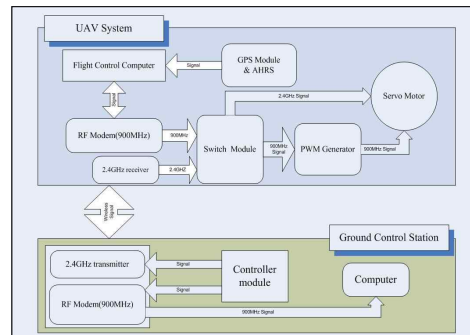 UAV System
Flight Control Computer
Signal
GPS Module
& AHRS
Servo Motor
Signal
2.4GHz Signal
RF Modem(900MHz)
900MHz
Switch Module
900MHz
Signal
PWM Generator
900MHz Signal
2.4GHz receiver
2.4GHZ
Wireless
Signal
Ground Control Station
2.4GHz transmitter
Signal
Controller
module
Computer
RF Modem(900MHz)
Signal
900MHz Signal